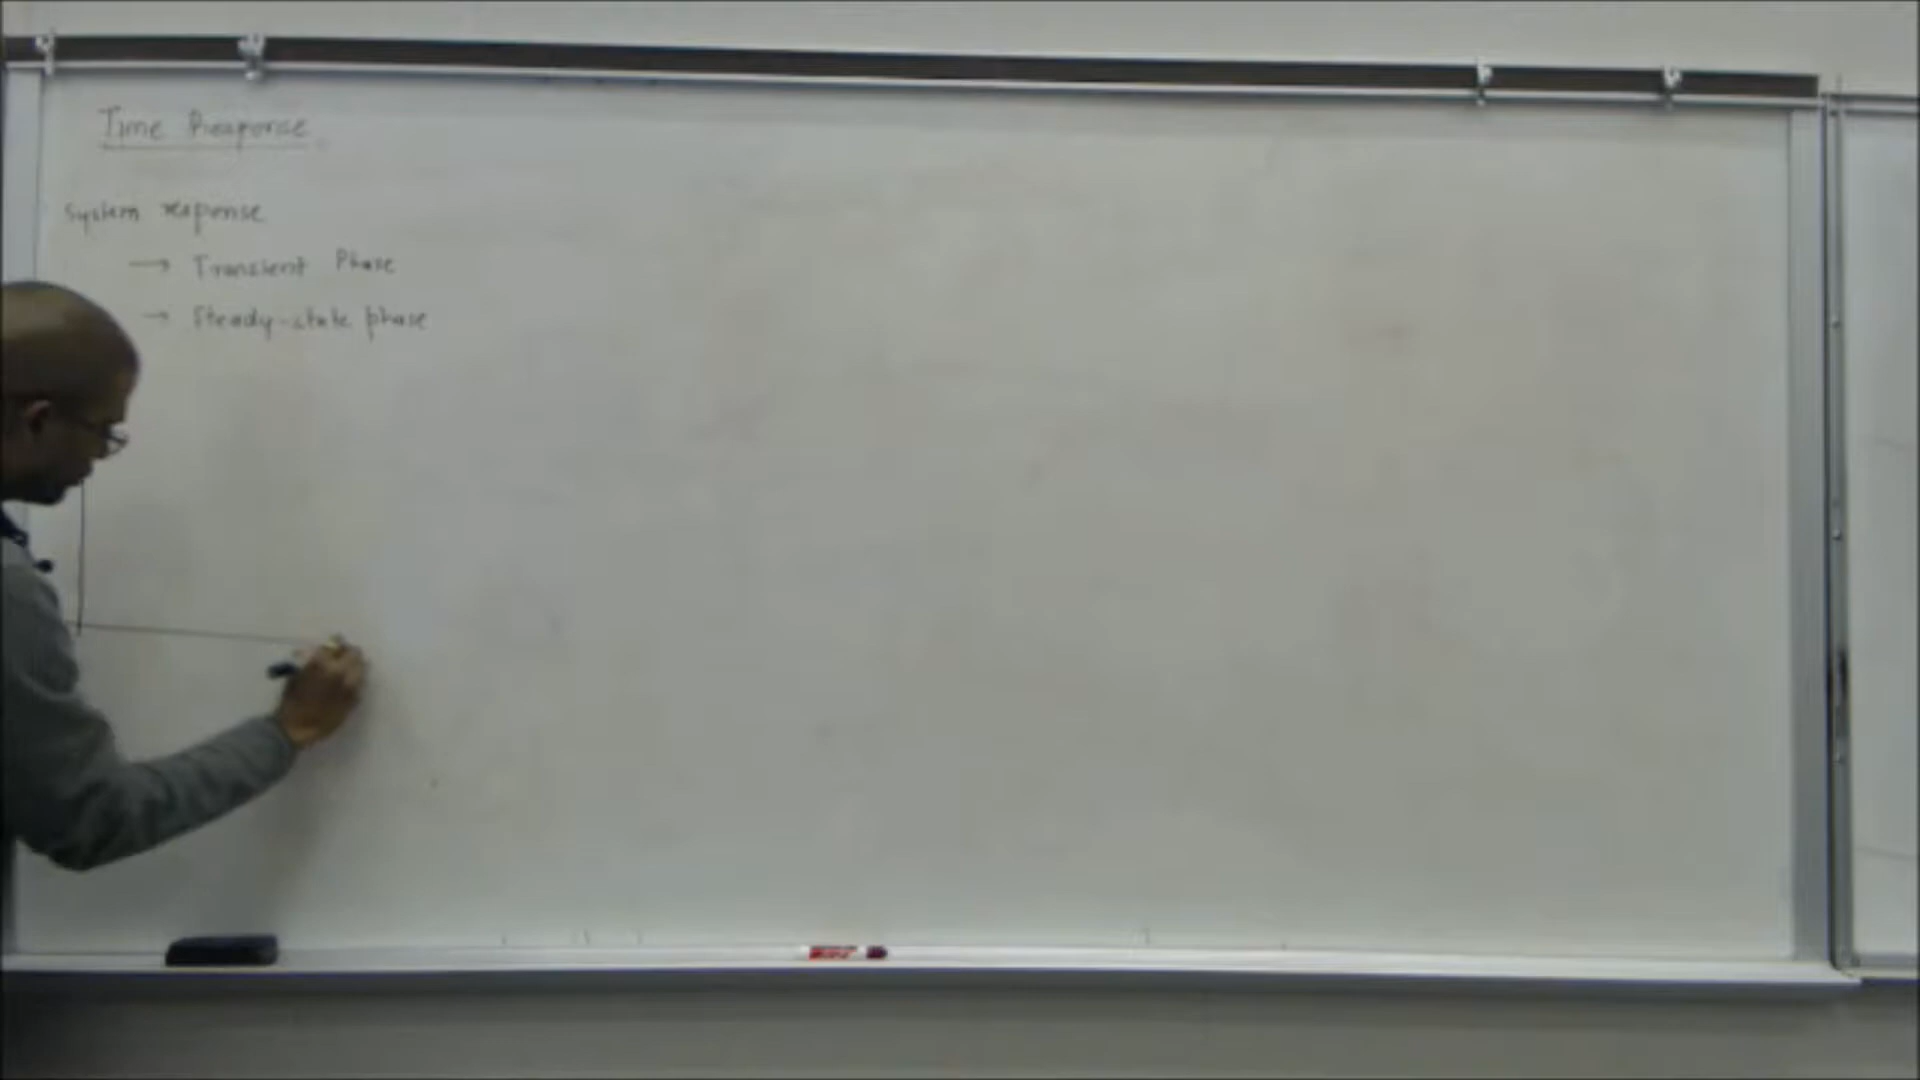 Time Response
System response
→ Transient Phase
→ Steady-state phase